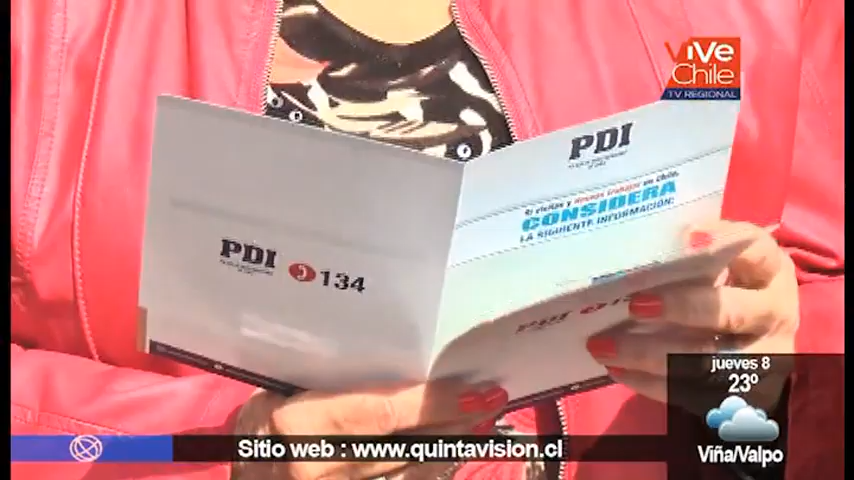 ViVe
Chile
TV REGIONAL
PDI
Si visitas y deseas trabajar en Chile,
CONSIDERA
LA SIGUIENTE INFORMACIÓN:
PDI 134
PDI
jueves 8
23º
Viña/Valpo
Sitio web : www.quintavision.cl